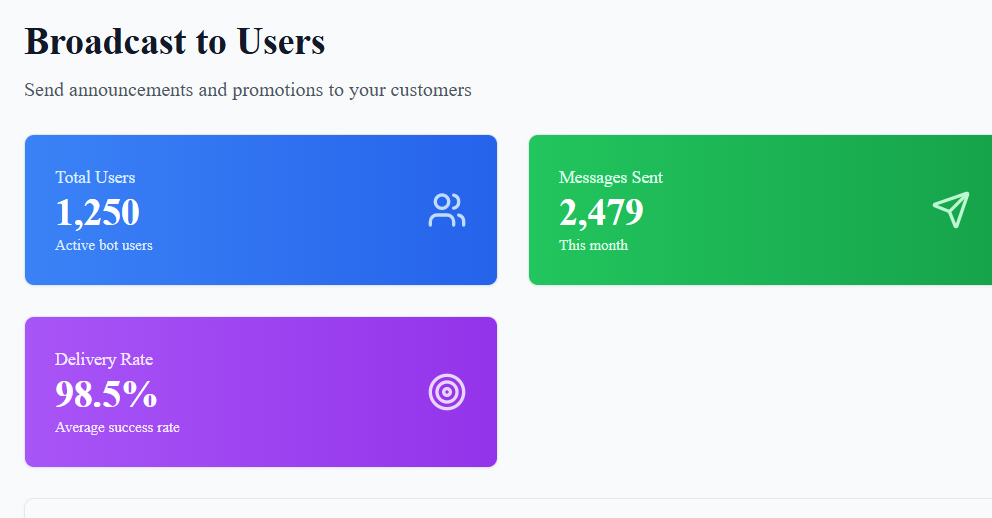 Broadcast to Users
Send announcements and promotions to your customers
Total Users
1,250
Active bot users
Messages Sent
2,479
This month
Delivery Rate
98.5%
Average success rate